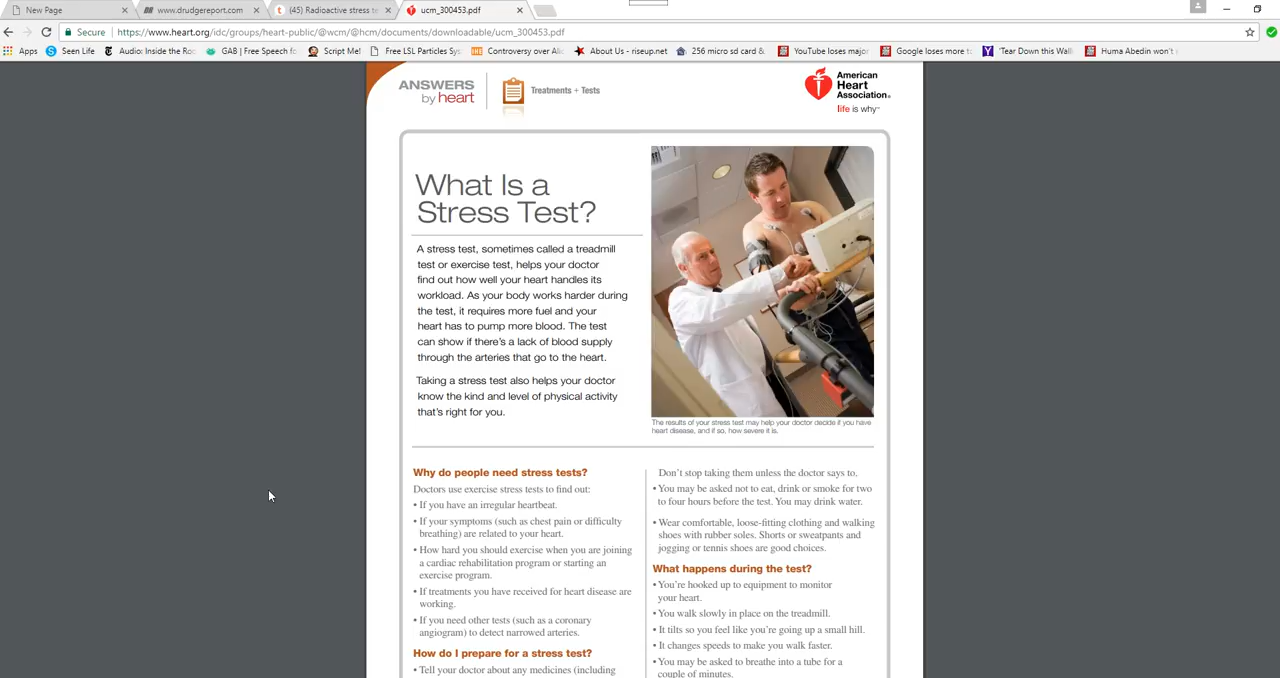 New Page
www.drudgereport.com
(45) Radioactive stress te
ucm_300453.pdf
Secure
https://www.heart.org/idc/groups/heart-public/@wcm/@hcm/documents/downloadable/ucm_300453.pdf
Apps
Seen Life
Audio: Inside the Ro
GAB | Free Speech fo
Script Me!
Free LSL Particles Sys
Controversy over Ali
About Us - riseup.net
256 micro sd card &
YouTube loses major
Google loses more t
'Tear Down this Wall
Huma Abedin won't
ANSWERS
by heart
Treatments + Tests
American
Heart
Association®
life is why™
What Is a
Stress Test?
A stress test, sometimes called a treadmill
test or exercise test, helps your doctor
find out how well your heart handles its
workload. As your body works harder during
the test, it requires more fuel and your
heart has to pump more blood. The test
can show if there's a lack of blood supply
through the arteries that go to the heart.
Taking a stress test also helps your doctor
know the kind and level of physical activity
that's right for you.
The results of your stress test may help your doctor decide if you have
heart disease, and if so, how severe it is.
Why do people need stress tests?
Doctors use exercise stress tests to find out:
• If you have an irregular heartbeat.
• If your symptoms (such as chest pain or difficulty
breathing) are related to your heart.
• How hard you should exercise when you are joining
a cardiac rehabilitation program or starting an
exercise program.
• If treatments you have received for heart disease are
working.
• If you need other tests (such as a coronary
angiogram) to detect narrowed arteries.
How do I prepare for a stress test?
• Tell your doctor about any medicines (including
Don't stop taking them unless the doctor says to.
• You may be asked not to eat, drink or smoke for two
to four hours before the test. You may drink water.
• Wear comfortable, loose-fitting clothing and walking
shoes with rubber soles. Shorts or sweatpants and
jogging or tennis shoes are good choices.
What happens during the test?
• You're hooked up to equipment to monitor
your heart.
• You walk slowly in place on the treadmill.
• It tilts so you feel like you're going up a small hill.
• It changes speeds to make you walk faster.
• You may be asked to breathe into a tube for a
couple of minutes.